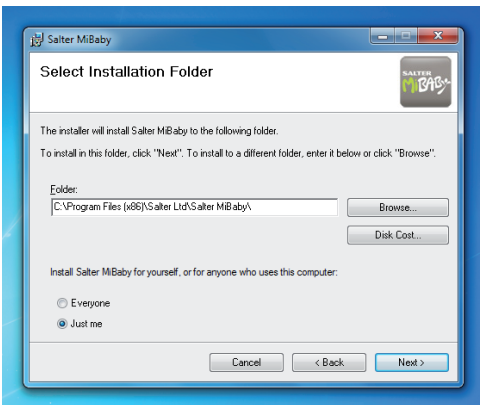 Salter MiBaby
Select Installation Folder
SALTER
MiBABY
The installer will install Salter MiBaby to the following folder.
To install in this folder, click "Next". To install to a different folder, enter it below or click "Browse".
Folder:
C:\Program Files (x86)\Salter Ltd\Salter MiBaby\
Browse...
Disk Cost...
Install Salter MiBaby for yourself, or for anyone who uses this computer:
Everyone
Just me
Cancel
< Back
Next >